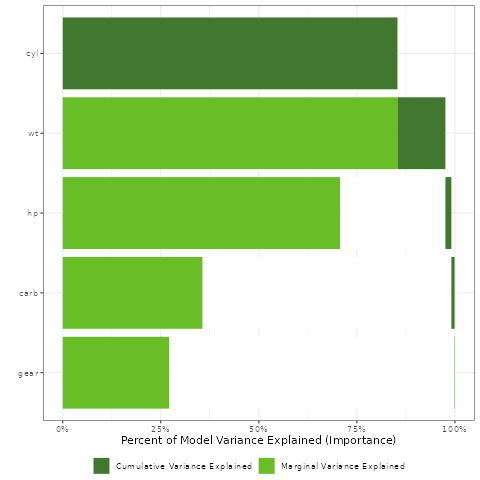 cyl
wt
hp
carb
gear
0% 25% 50% 75% 100%
Percent of Model Variance Explained (Importance)
Cumulative Variance Explained Marginal Variance Explained